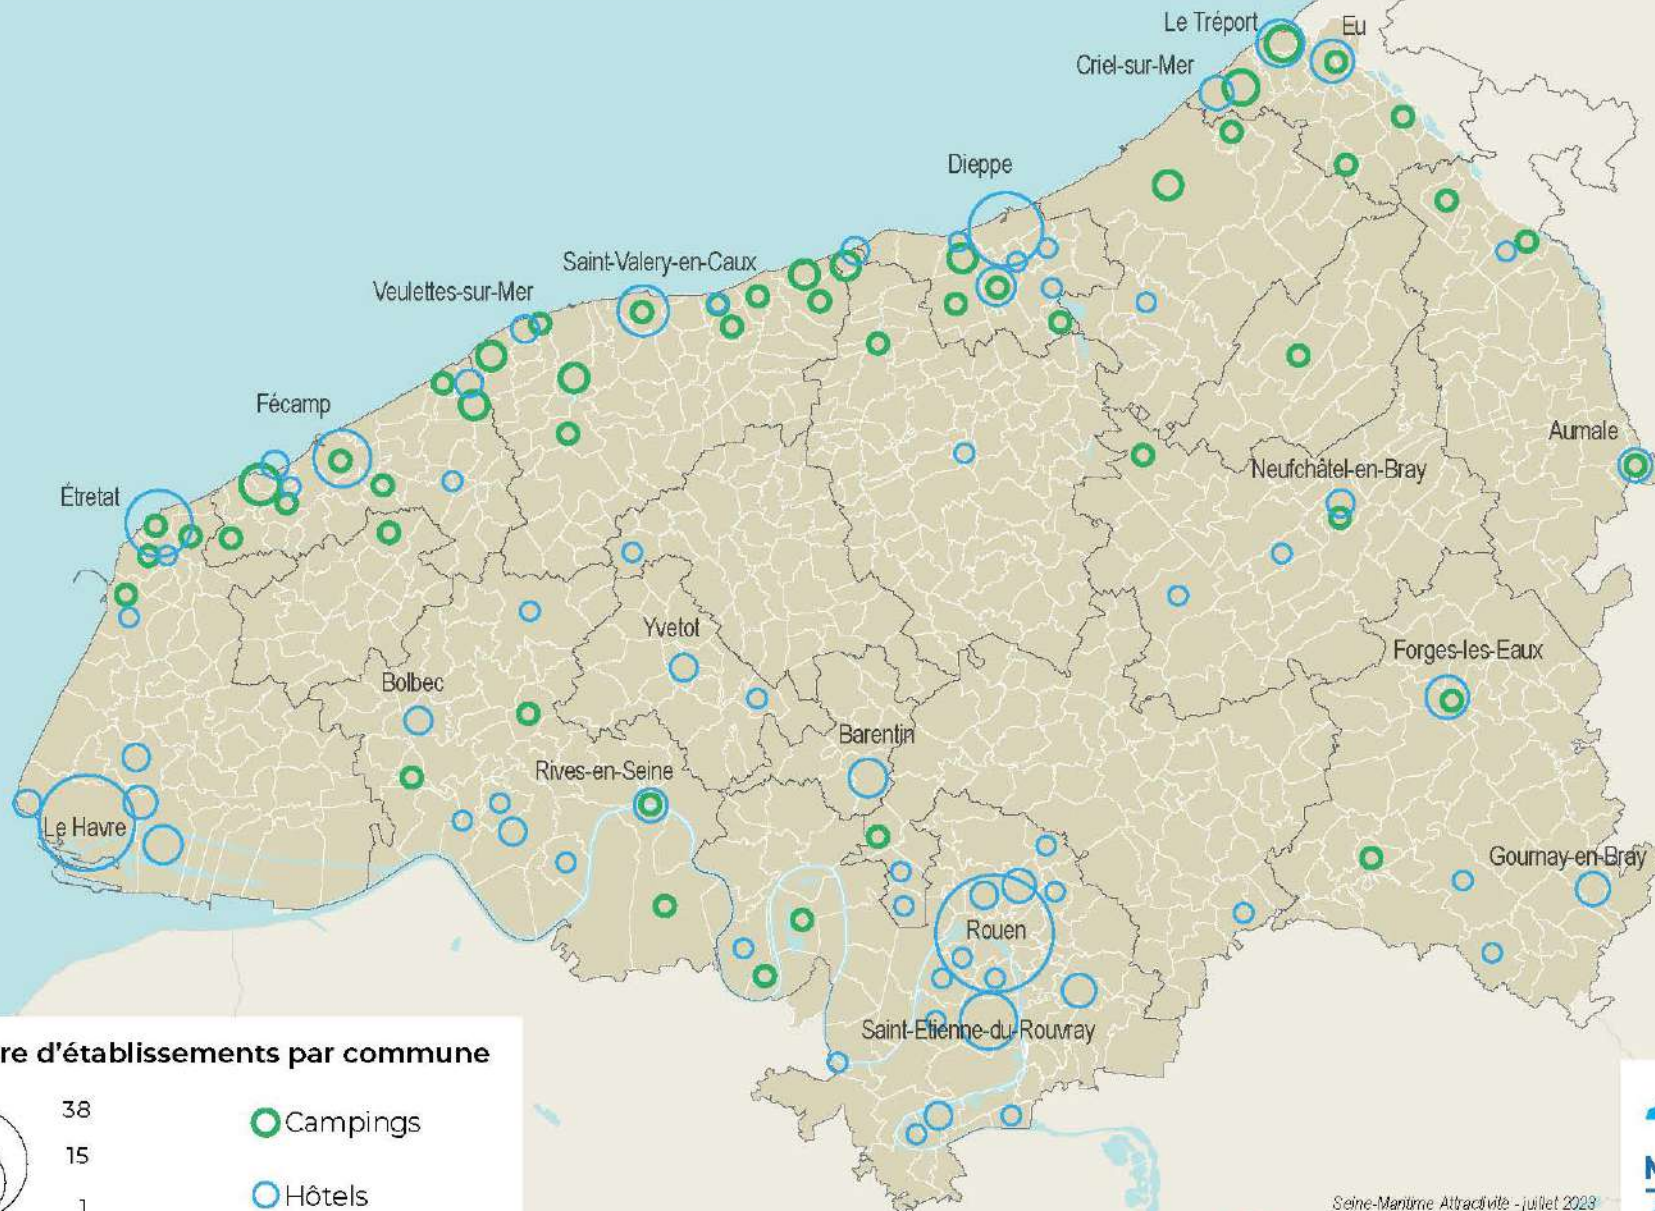 Le Tréport
Eu
Criel-sur-Mer
Dieppe
Saint-Valery-en-Caux
Veulettes-sur-Mer
Fécamp
Aumale
Neufchâtel-en-Bray
Étretat
Yvetot
Forges-les-Eaux
Bolbec
Barentin
Rives-en-Seine
Le Havre
Gournay-en-Bray
Rouen
Saint-Etienne-du-Rouvray
re d'établissements par commune
38
Campings
15
Hôtels
1
Seine-Maritime Attractivité - juillet 2023